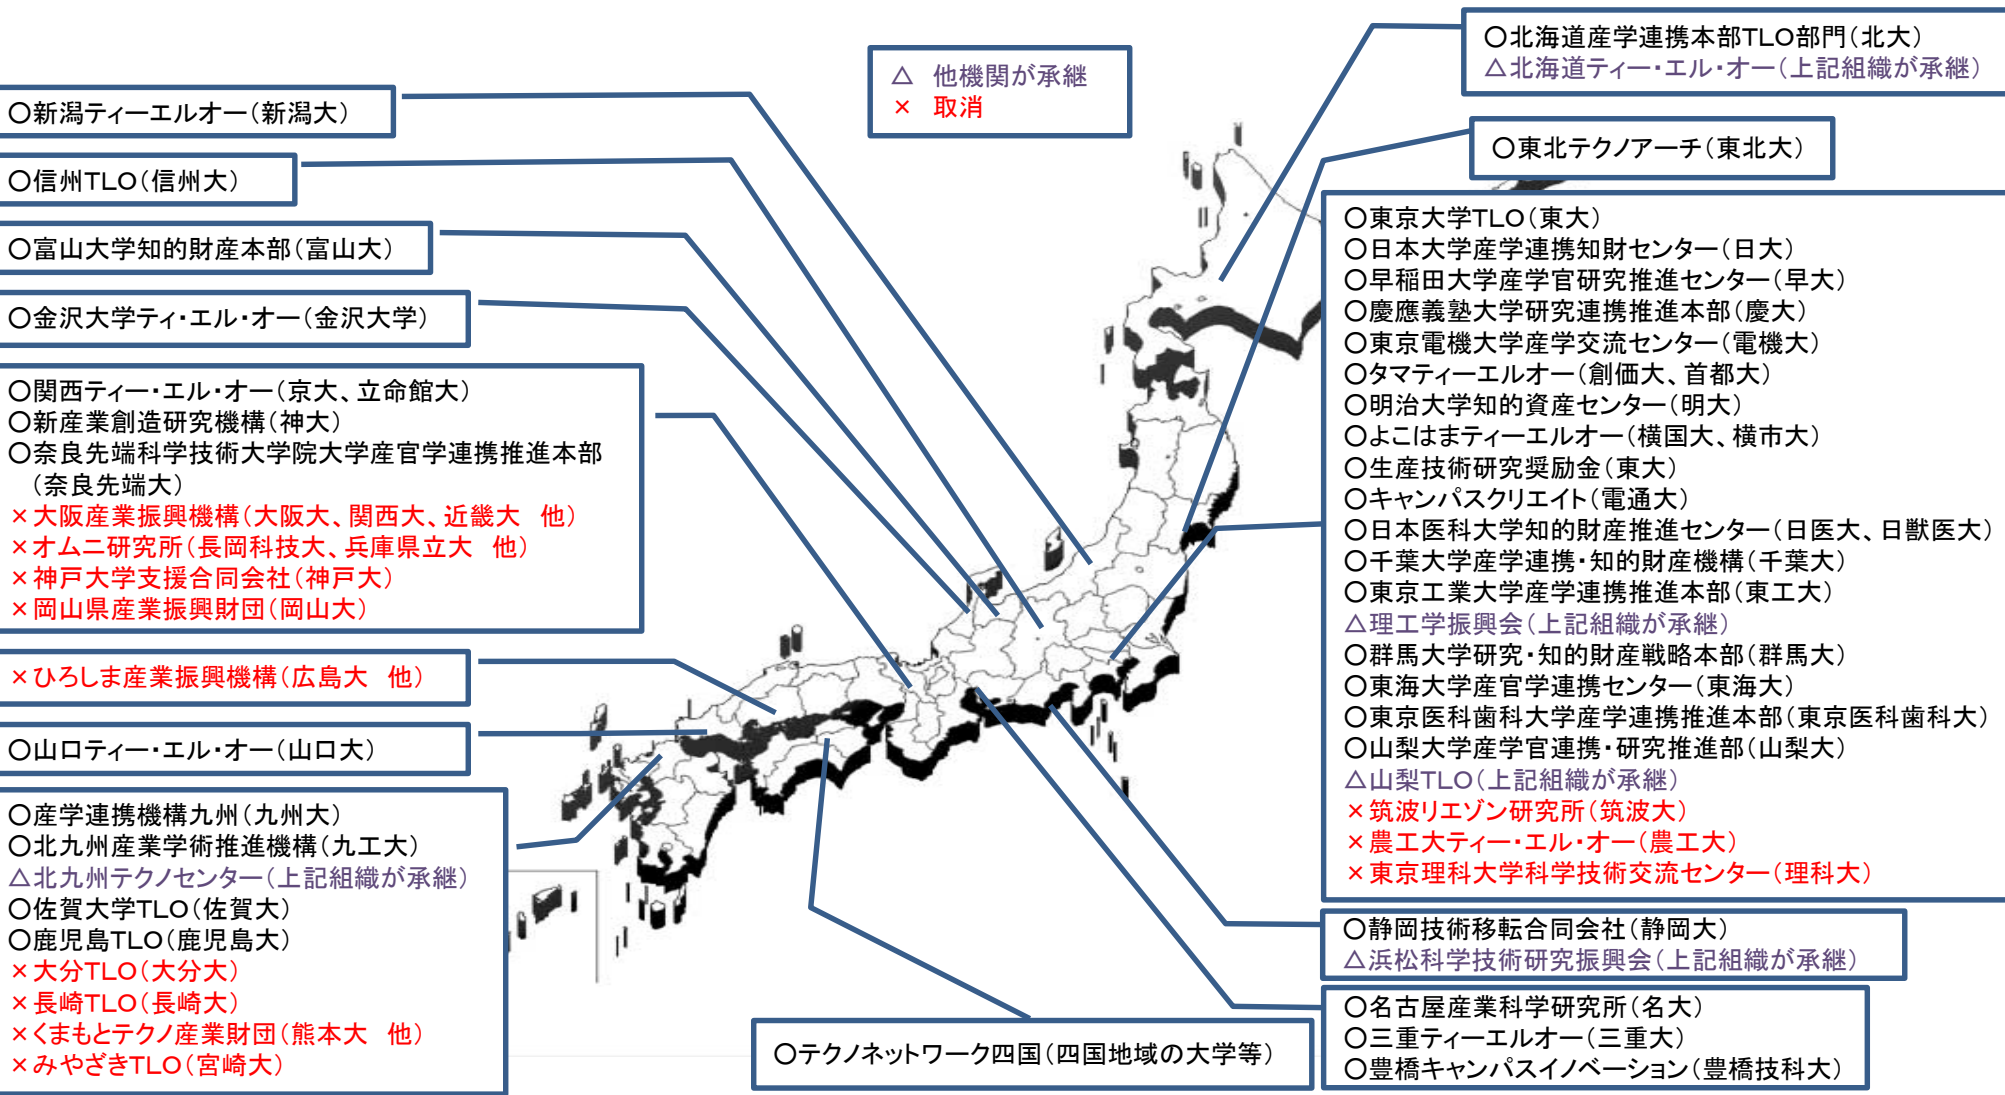 △ 他機関が承継
× 取消
○新潟ティーエルオー(新潟大)
○信州TLO(信州大)
○富山大学知的財産本部(富山大)
○金沢大学ティ・エル・オー(金沢大学)
○関西ティー・エル・オー(京大、立命館大)
○新産業創造研究機構(神大)
○奈良先端科学技術大学院大学産官学連携推進本部
(奈良先端大)
×大阪産業振興機構(大阪大、関西大、近畿大 他)
×オムニ研究所(長岡科技大、兵庫県立大 他)
×神戸大学支援合同会社(神戸大)
×岡山県産業振興財団(岡山大)
×ひろしま産業振興機構(広島大 他)
○山口ティー・エル・オー(山口大)
○産学連携機構九州(九州大)
○北九州産業学術推進機構(九工大)
△北九州テクノセンター(上記組織が承継)
○佐賀大学TLO(佐賀大)
○鹿児島TLO(鹿児島大)
×大分TLO(大分大)
×長崎TLO(長崎大)
×くまもとテクノ産業財団(熊本大 他)
×みやざきTLO(宮崎大)
○北海道産学連携本部TLO部門(北大)
△北海道ティー・エル・オー(上記組織が承継)
○東北テクノアーチ(東北大)
○東京大学TLO(東大)
○日本大学産学連携知財センター(日大)
○早稲田大学産学官研究推進センター(早大)
○慶應義塾大学研究連携推進本部(慶大)
○東京電機大学産学交流センター(電機大)
○タマティーエルオー(創価大、首都大)
○明治大学知的資産センター(明大)
○よこはまティーエルオー(横国大、横市大)
○生産技術研究奨励金(東大)
○キャンパスクリエイト(電通大)
○日本医科大学知的財産推進センター(日医大、日獣医大)
○千葉大学産学連携・知的財産機構(千葉大)
○東京工業大学産学連携推進本部(東工大)
△理工学振興会(上記組織が承継)
○群馬大学研究・知的財産戦略本部(群馬大)
○東海大学産官学連携センター(東海大)
○東京医科歯科大学産学連携推進本部(東京医科歯科大)
○山梨大学産学官連携・研究推進部(山梨大)
△山梨TLO(上記組織が承継)
×筑波リエゾン研究所(筑波大)
×農工大ティー・エル・オー(農工大)
×東京理科大学科学技術交流センター(理科大)
○静岡技術移転合同会社(静岡大)
△浜松科学技術研究振興会(上記組織が承継)
○名古屋産業科学研究所(名大)
○三重ティーエルオー(三重大)
○豊橋キャンパスイノベーション(豊橋技科大)
○テクノネットワーク四国(四国地域の大学等)